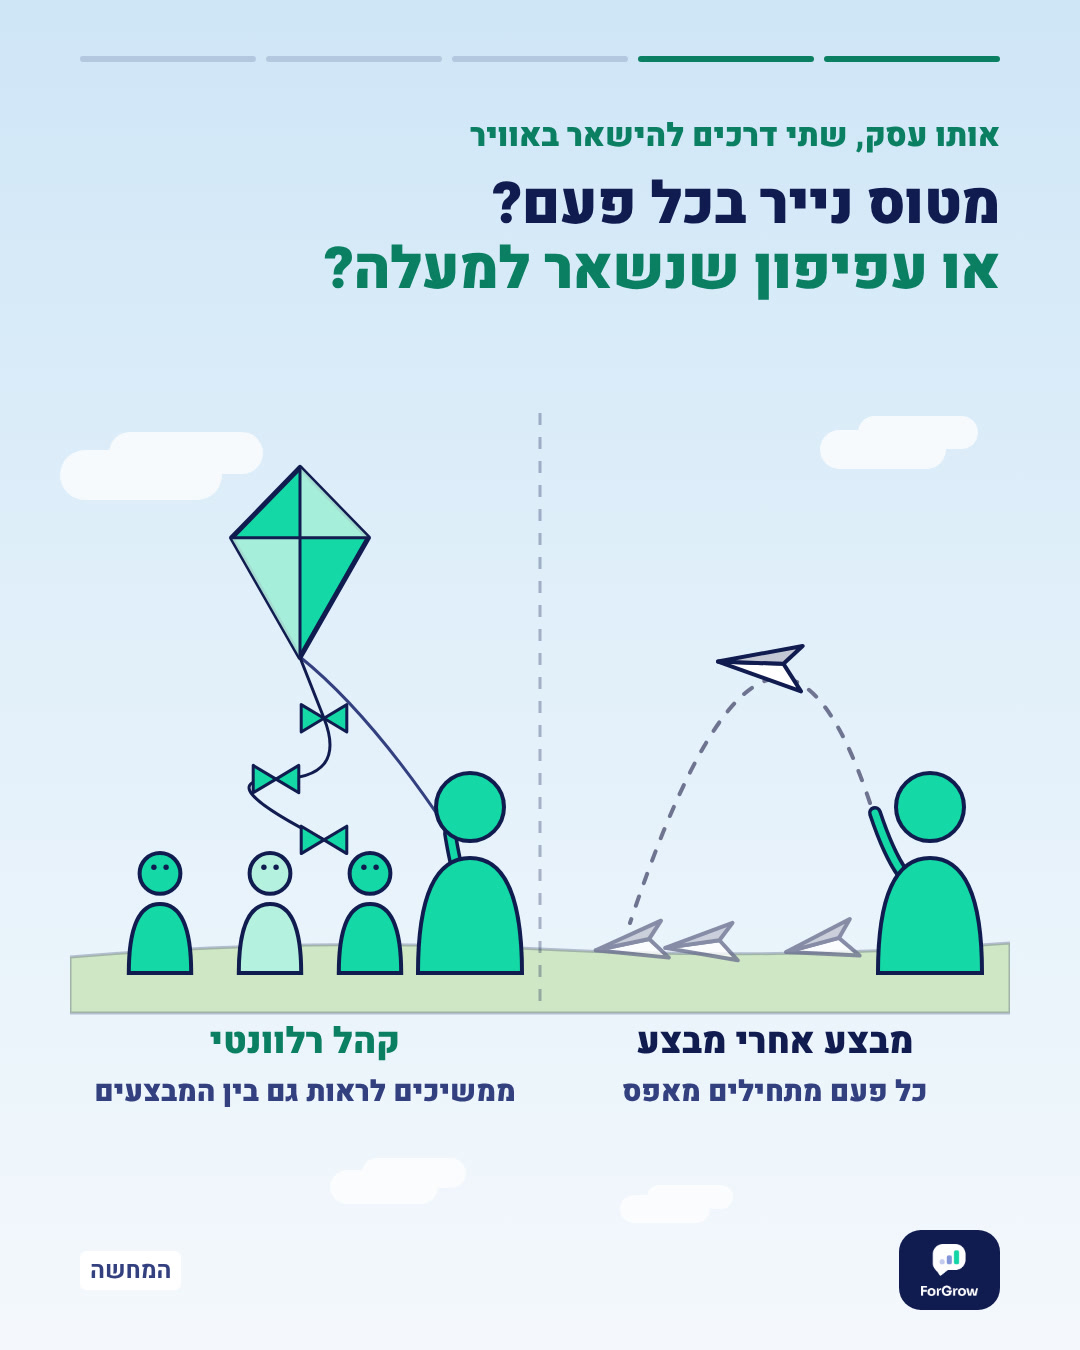 אותו עסק, שתי דרכים להישאר באוויר
מטוס נייר בכל פעם?
או עפיפון שנשאר למעלה?
מבצע אחרי מבצע
כל פעם מתחילים מאפס
קהל רלוונטי
ממשיכים לראות גם בין המבצעים
ForGrow
המחשה